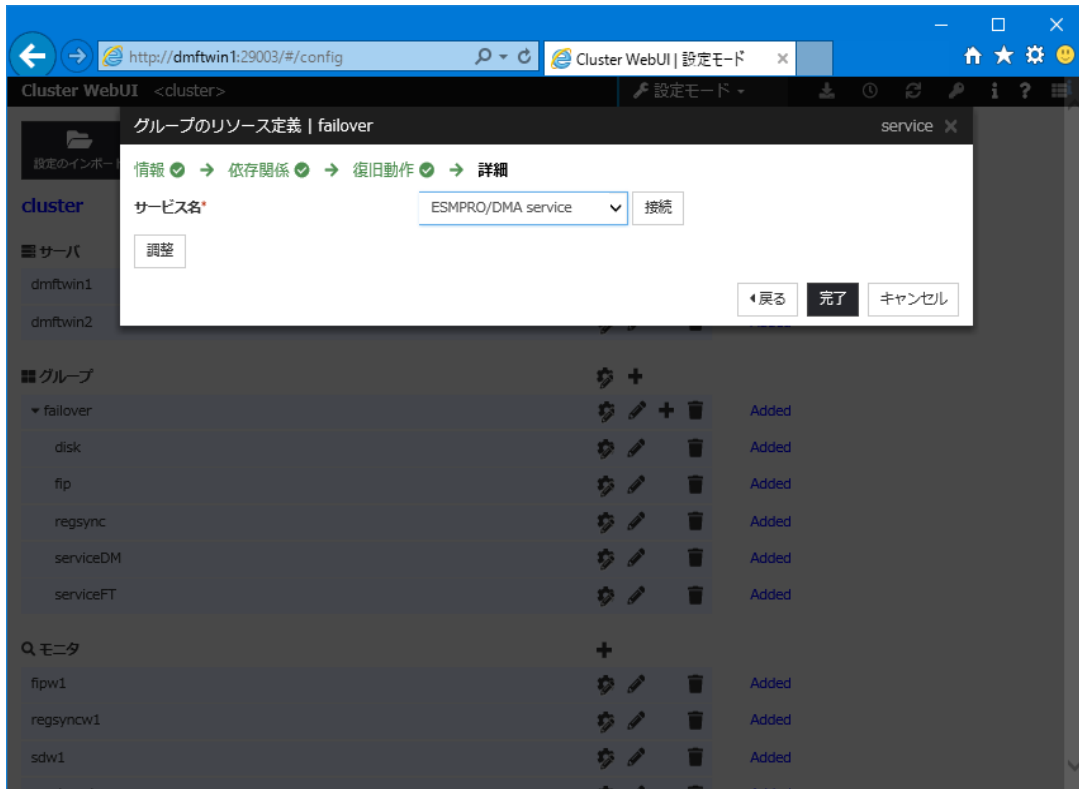 http://dmftwin1:29003/#/config
Cluster WebUI | 設定モード
Cluster WebUI <cluster> 設定モード
グループのリソース定義 | failover service
設定のインポート
情報 依存関係 復旧動作 詳細
cluster
サービス名* ESMPRO/DMA service 接続
調整
サーバ
dmftwin1
戻る 完了 キャンセル
dmftwin2
グループ
failover Added
disk Added
fip Added
regsync Added
serviceDM Added
serviceFT Added
モニタ
fipw1 Added
regsyncw1 Added
sdw1 Added